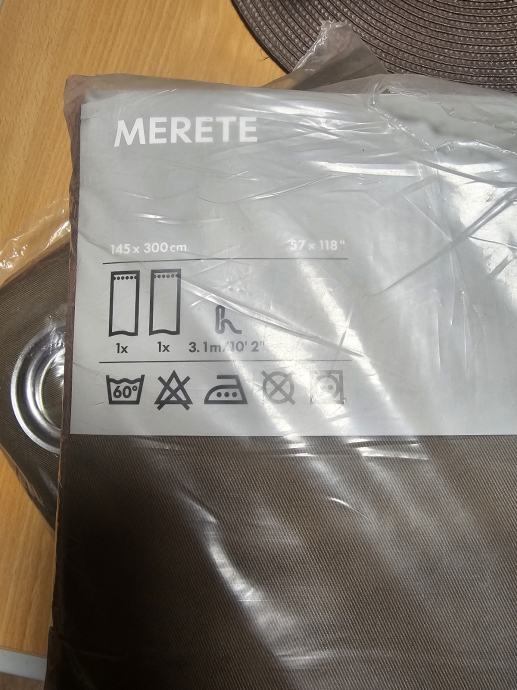 MERETE
145 x 300 cm 57 x 118"
1x 1x 3.1m/10' 2"
60°